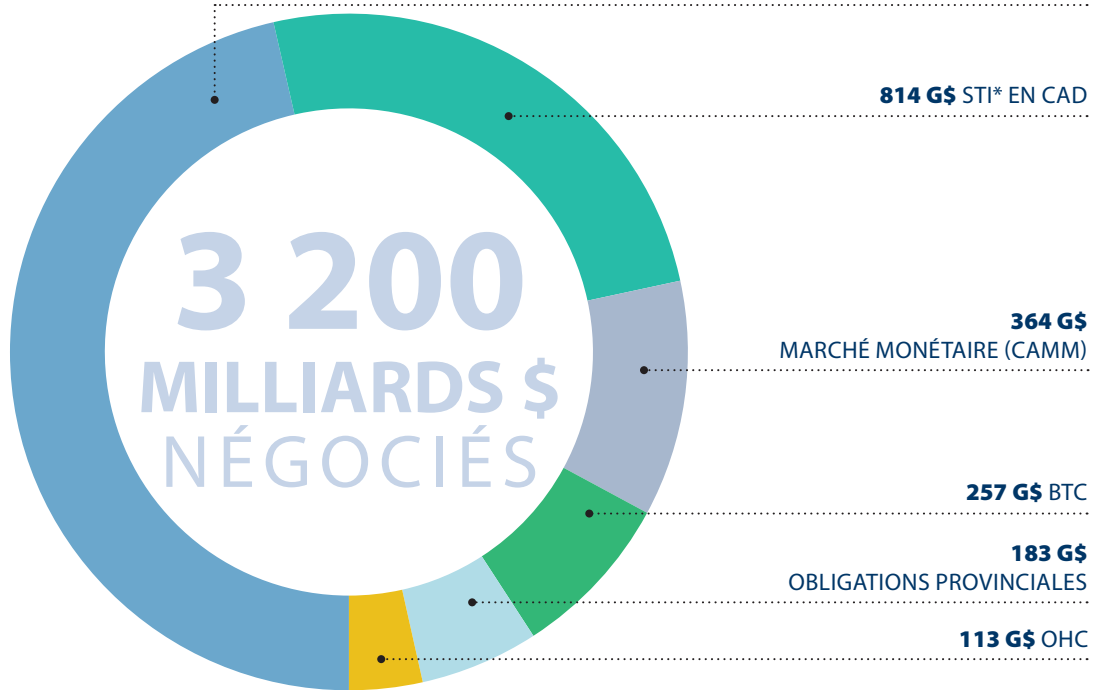 814 G$ STI* EN CAD
3 200
MILLIARDS $
NÉGOCIÉS
364 G$
MARCHÉ MONÉTAIRE (CAMM)
257 G$ BTC
183 G$
OBLIGATIONS PROVINCIALES
113 G$ OHC